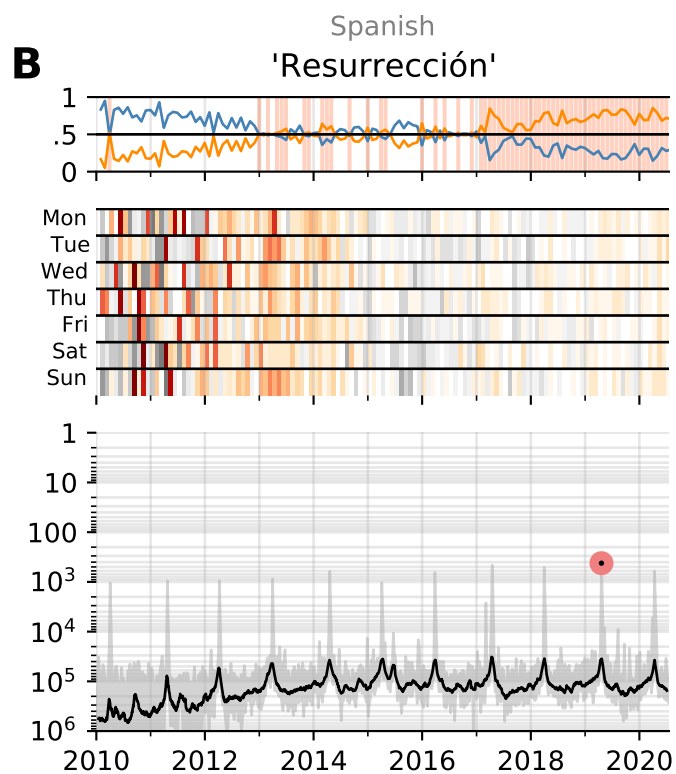 Spanish
B
'Resurrección'
1
.5
0
Mon
Tue
Wed
Thu
Fri
Sat
Sun
1
10
100
10³
10⁴
10⁵
10⁶
2010 2012 2014 2016 2018 2020